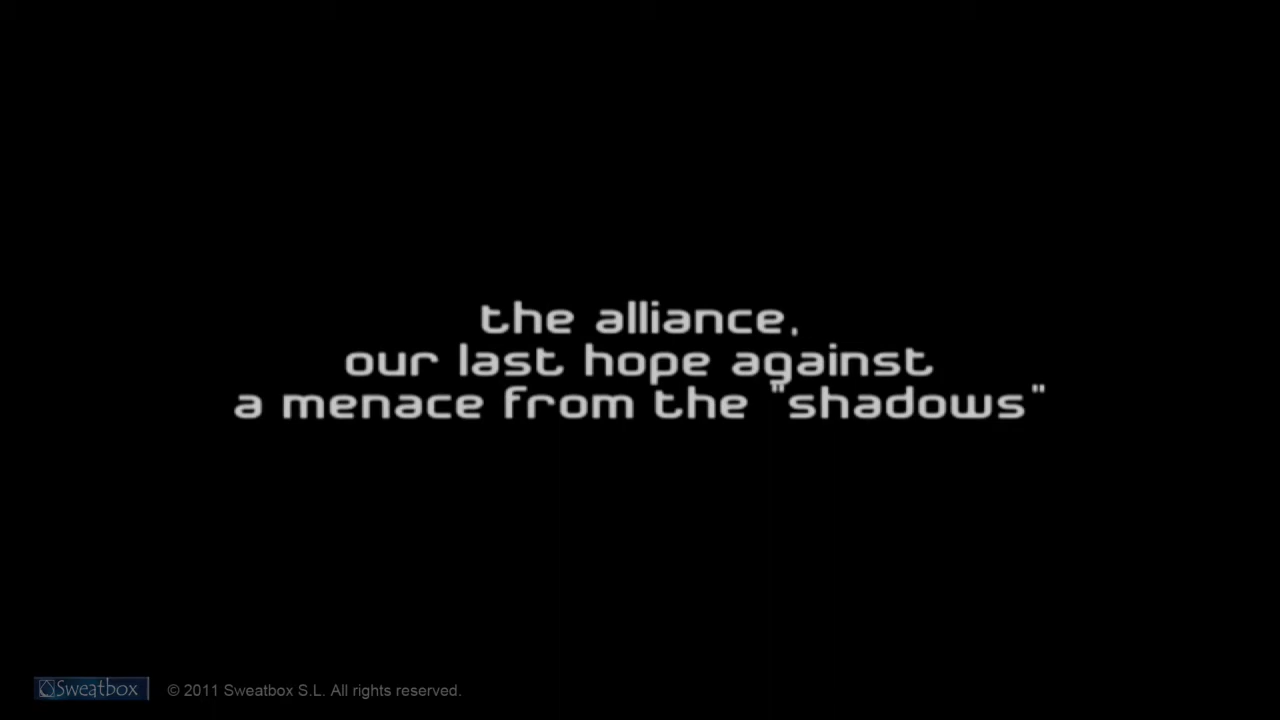 the alliance,
our last hope against
a menace from the "shadows"
Sweatbox © 2011 Sweatbox S.L. All rights reserved.